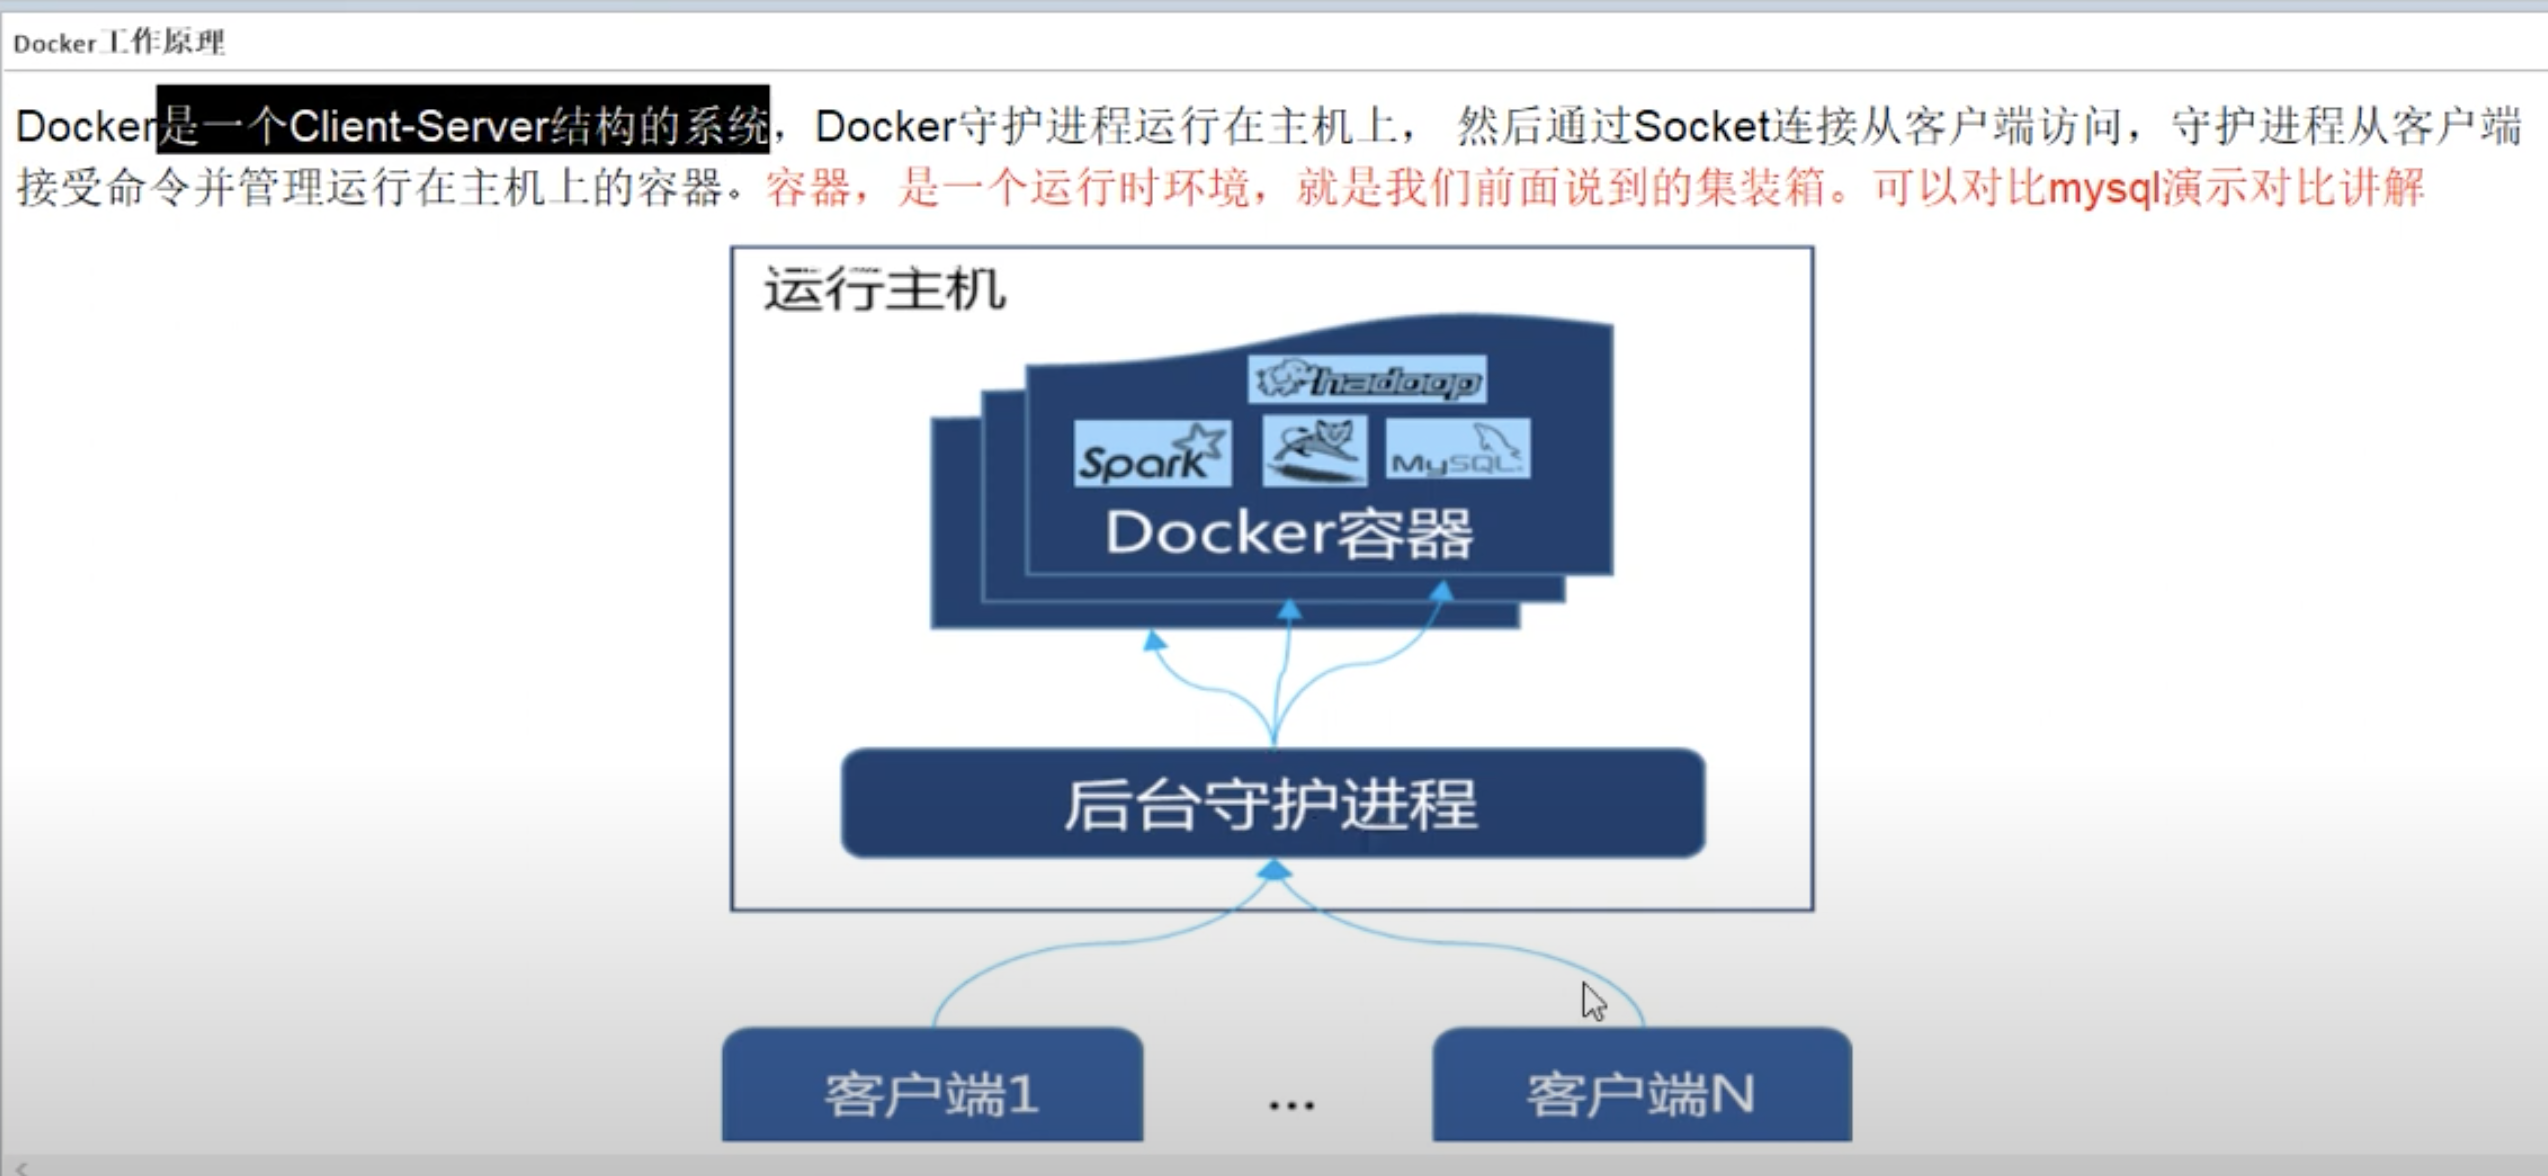 Docker工作原理
Docker是一个Client-Server结构的系统，Docker守护进程运行在主机上， 然后通过Socket连接从客户端访问，守护进程从客户端
接受命令并管理运行在主机上的容器。容器，是一个运行时环境，就是我们前面说到的集装箱。可以对比mysql演示对比讲解
运行主机
hadoop
Spark
MySQL
Docker容器
后台守护进程
客户端1
...
客户端N